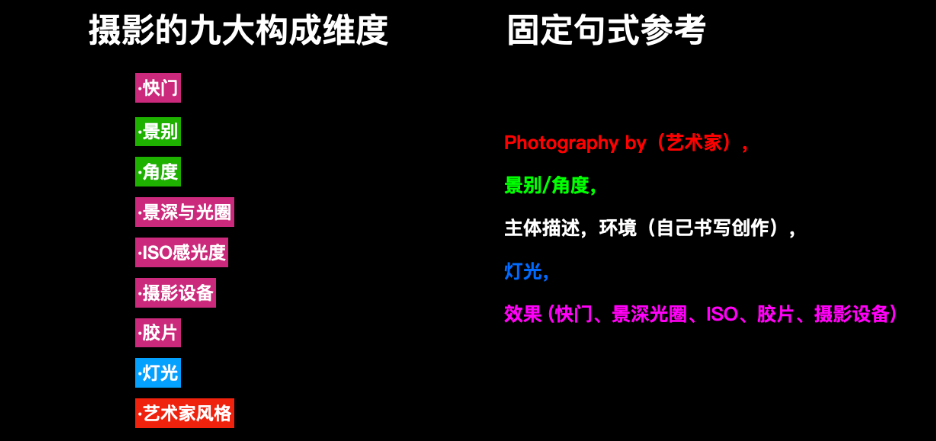 摄影的九大构成维度
·快门
·景别
·角度
·景深与光圈
·ISO感光度
·摄影设备
·胶片
·灯光
·艺术家风格
固定句式参考
Photography by（艺术家），
景别/角度，
主体描述，环境（自己书写创作），
灯光，
效果 (快门、景深光圈、ISO、胶片、摄影设备)